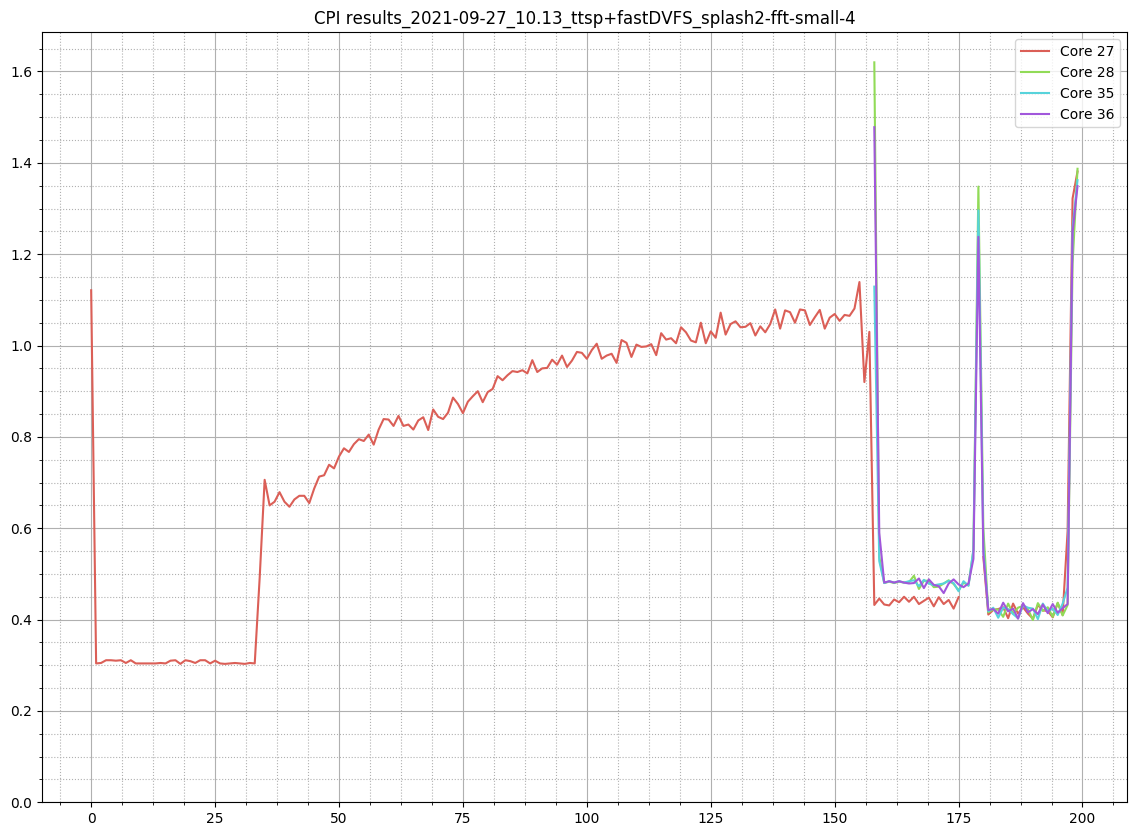 CPI results_2021-09-27_10.13_ttsp+fastDVFS_splash2-fft-small-4
Core 27
Core 28
Core 35
Core 36
1.6
1.4
1.2
1.0
0.8
0.6
0.4
0.2
0.0
0 25 50 75 100 125 150 175 200